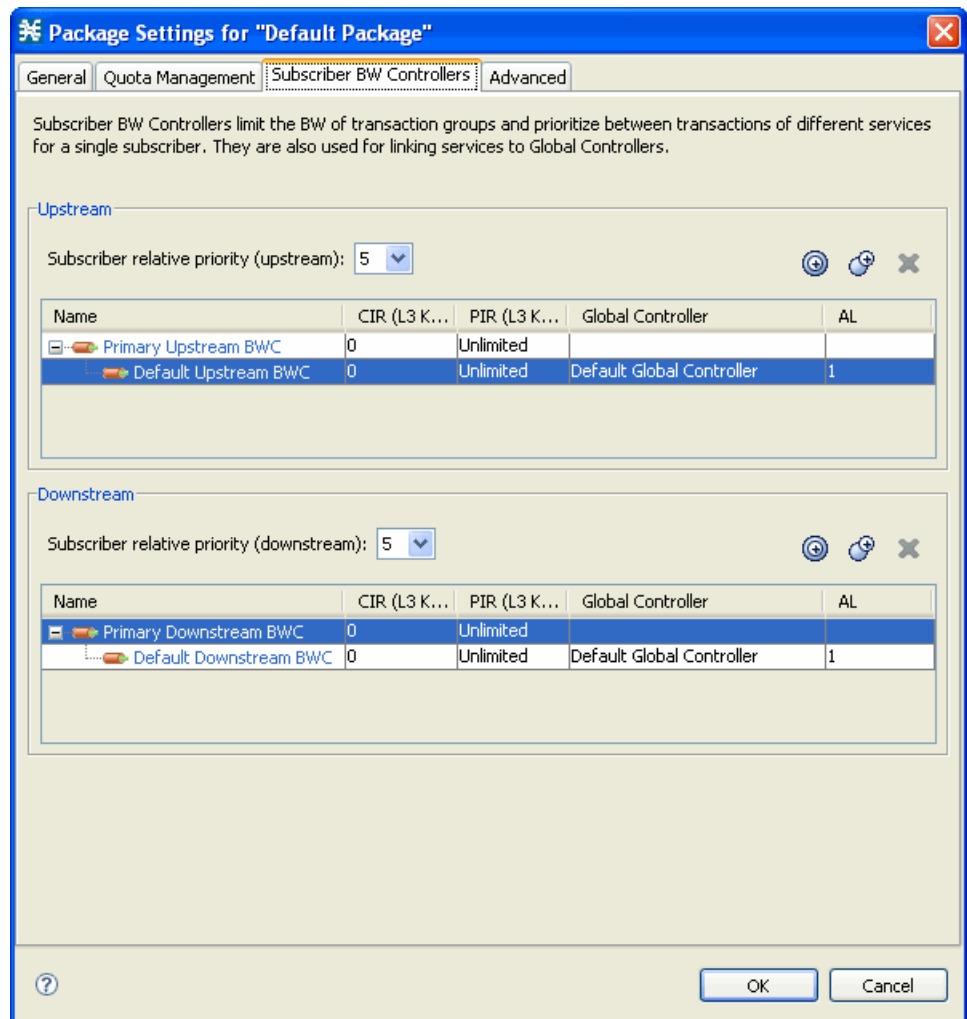 Package Settings for "Default Package"
General Quota Management Subscriber BW Controllers Advanced
Subscriber BW Controllers limit the BW of transaction groups and prioritize between transactions of different services
for a single subscriber. They are also used for linking services to Global Controllers.
Upstream
Subscriber relative priority (upstream): 5
Name CIR (L3 K... PIR (L3 K... Global Controller AL
Primary Upstream BWC 0 Unlimited
Default Upstream BWC 0 Unlimited Default Global Controller 1
Downstream
Subscriber relative priority (downstream): 5
Name CIR (L3 K... PIR (L3 K... Global Controller AL
Primary Downstream BWC 0 Unlimited
Default Downstream BWC 0 Unlimited Default Global Controller 1
? OK Cancel